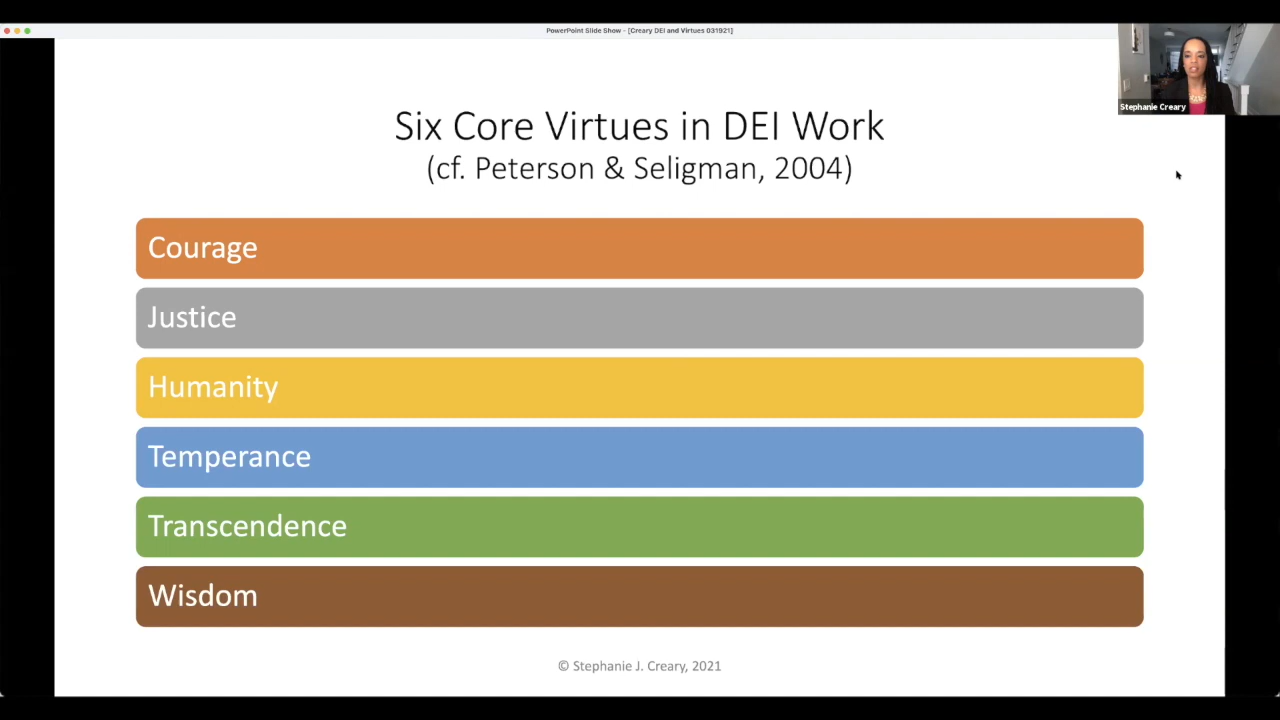 PowerPoint Slide Show - [Creary DEI and Virtues 031921]
Stephanie Creary
Six Core Virtues in DEI Work
(cf. Peterson & Seligman, 2004)
Courage
Justice
Humanity
Temperance
Transcendence
Wisdom
© Stephanie J. Creary, 2021